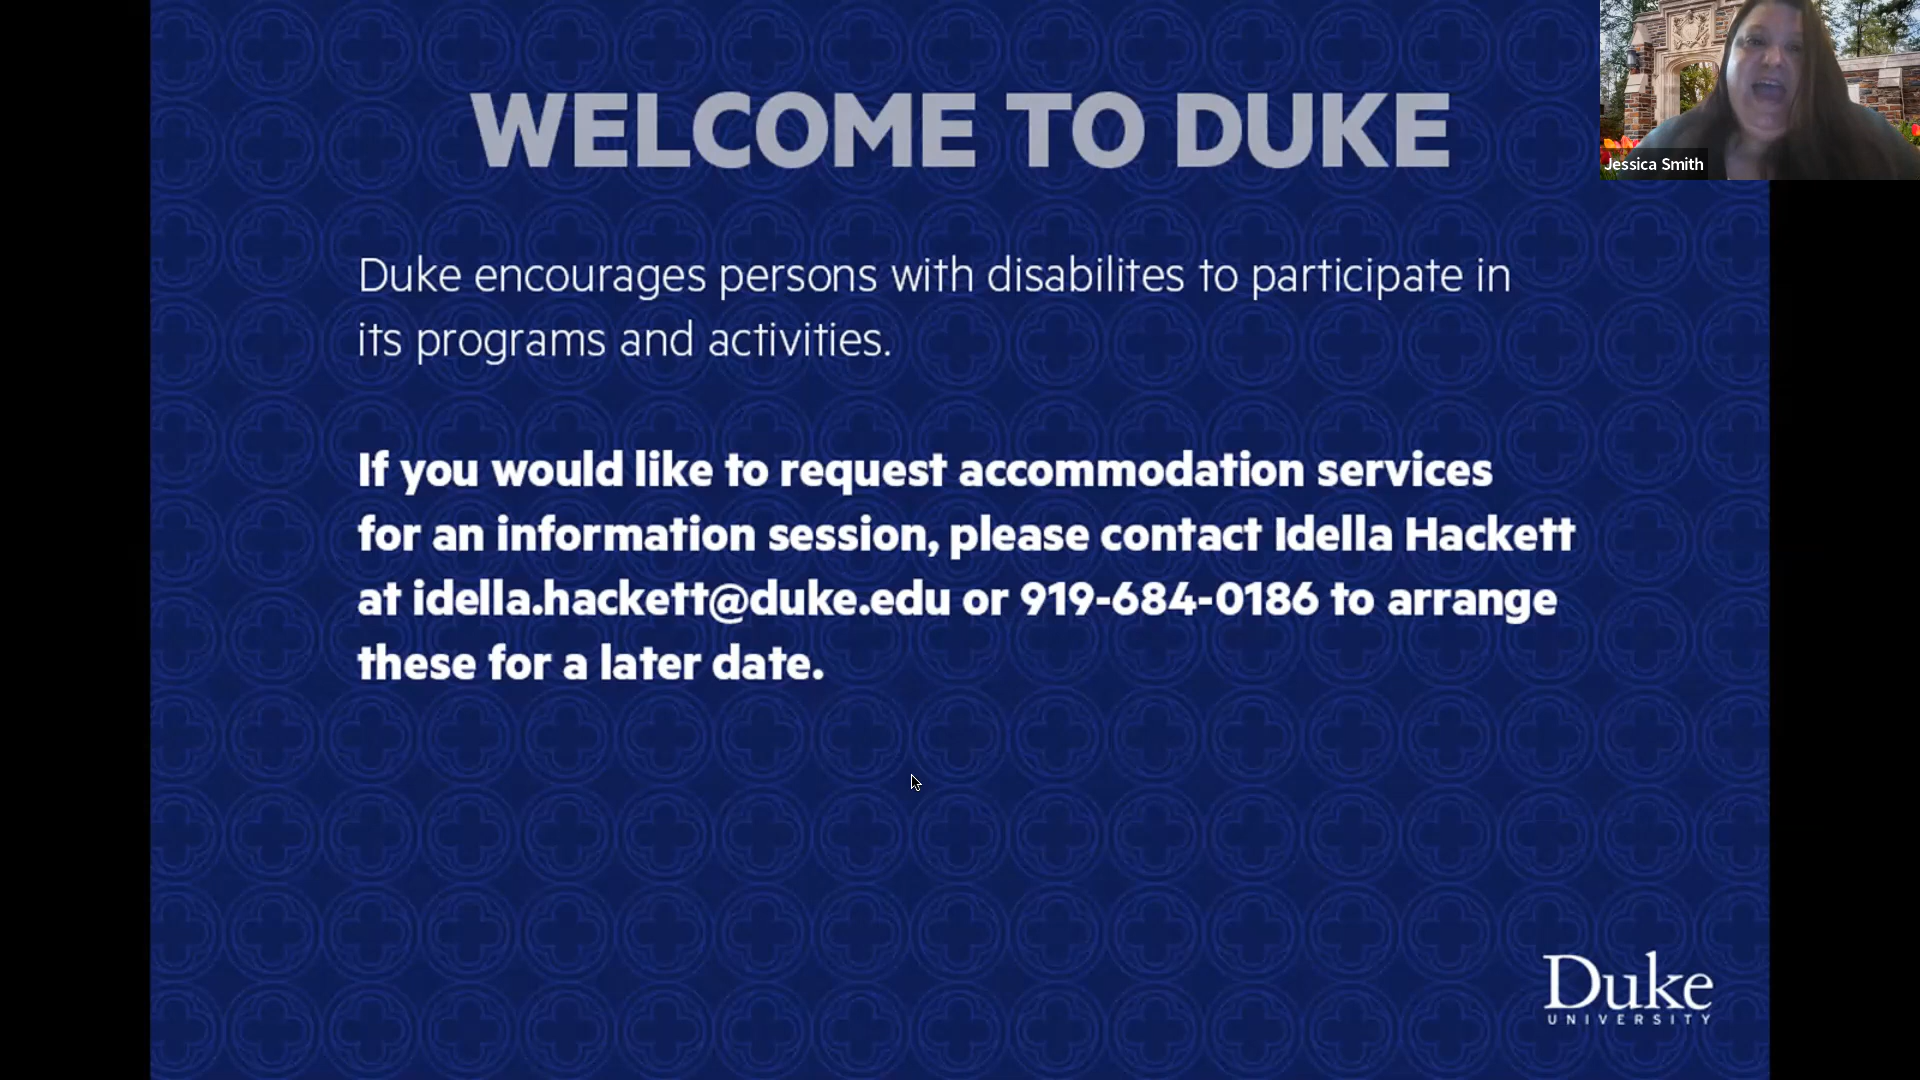 WELCOME TO DUKE
Jessica Smith
Duke encourages persons with disabilites to participate in
its programs and activities.
If you would like to request accommodation services
for an information session, please contact Idella Hackett
at idella.hackett@duke.edu or 919-684-0186 to arrange
these for a later date.
Duke
UNIVERSITY